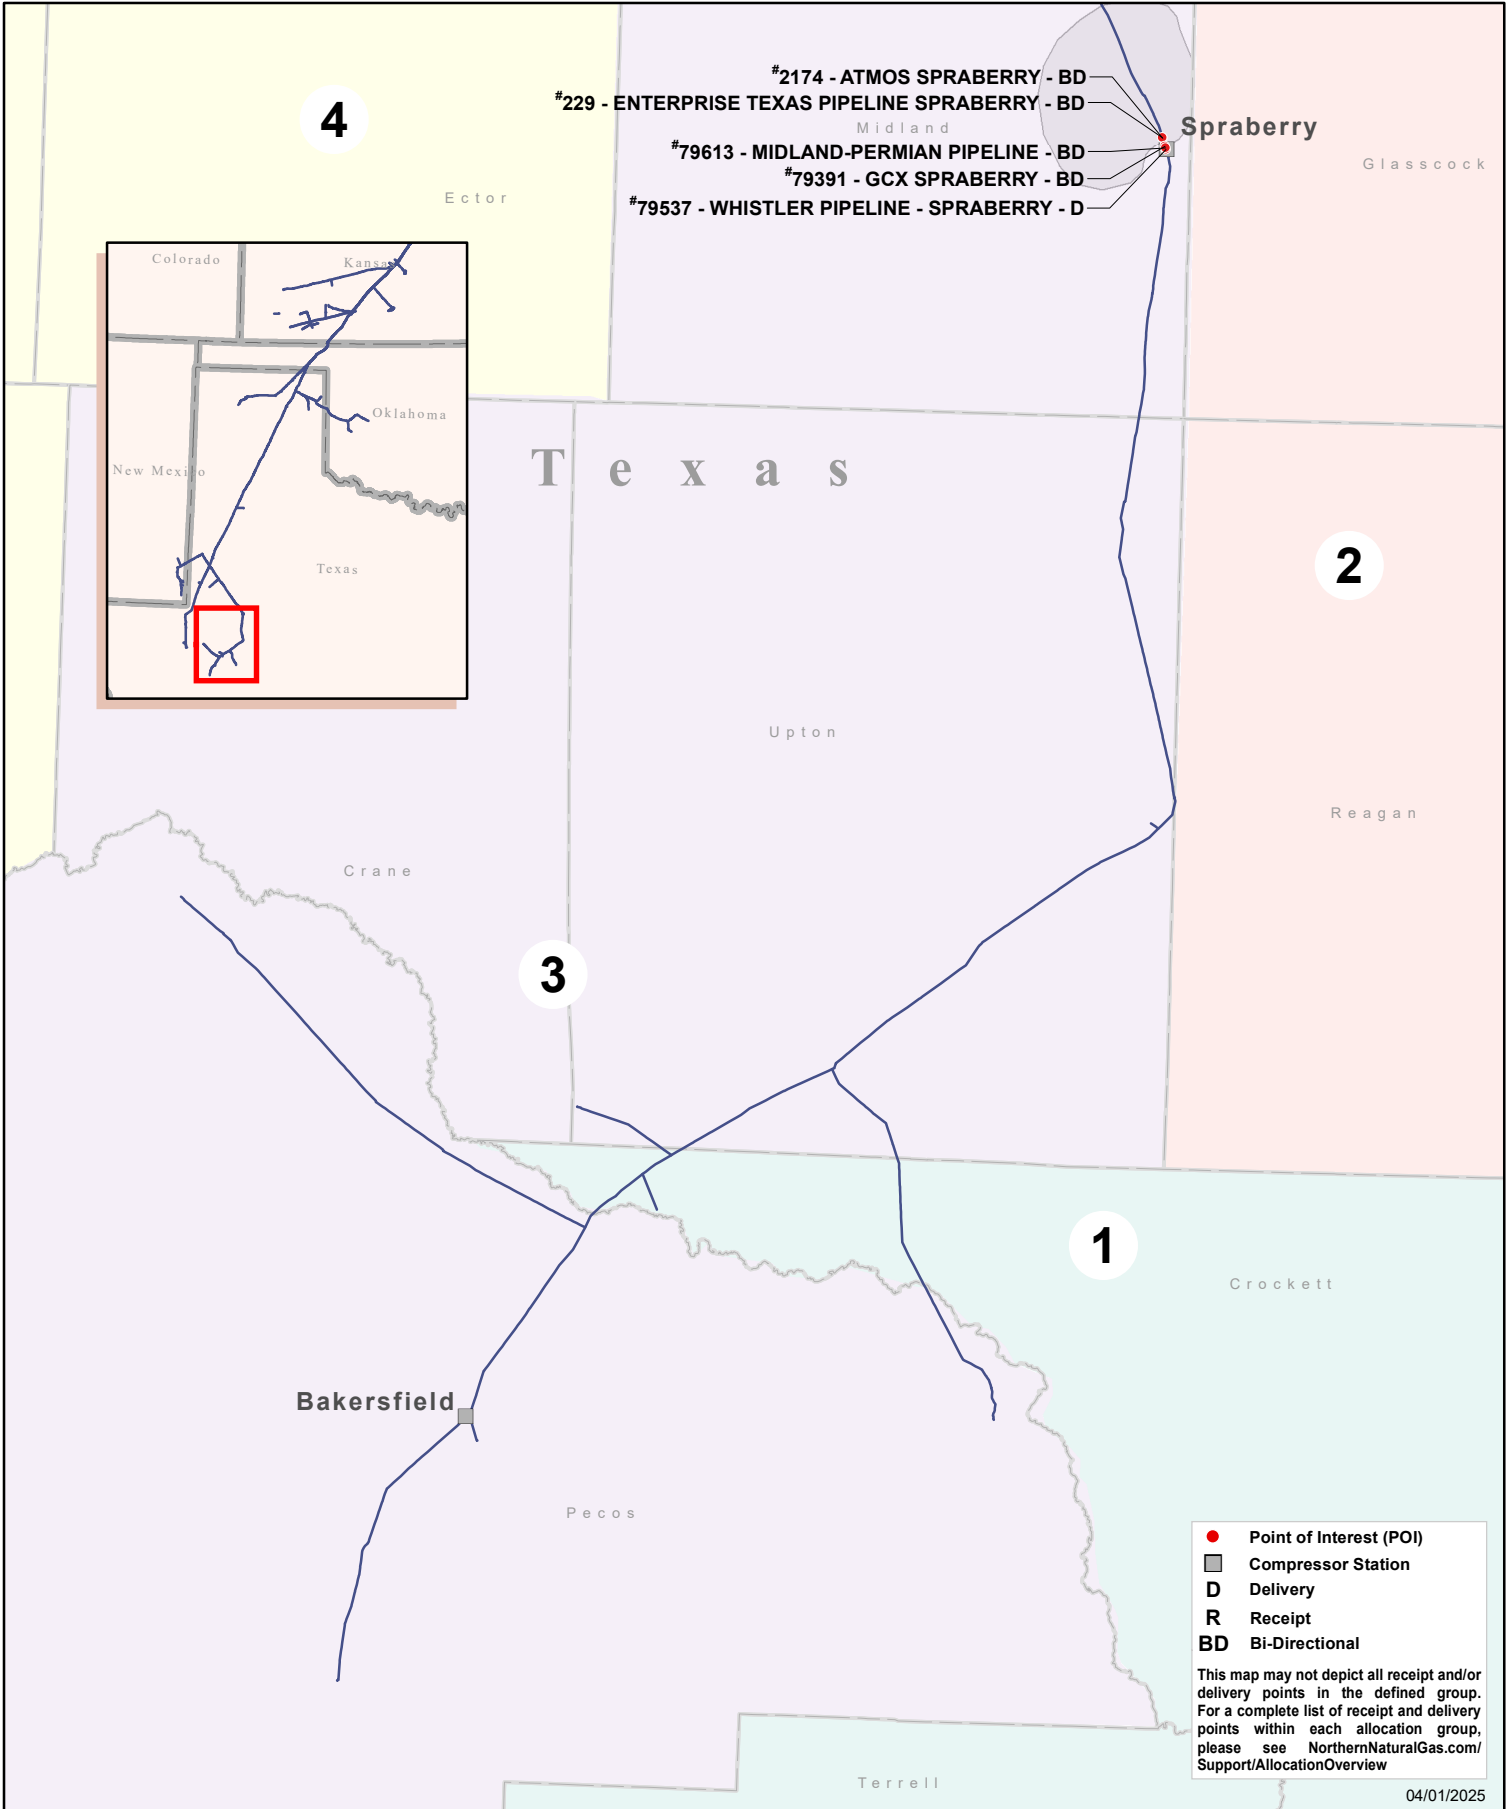 #2174 - ATMOS SPRABERRY - BD
#229 - ENTERPRISE TEXAS PIPELINE SPRABERRY - BD
4
Midland
Spraberry
#79613 - MIDLAND-PERMIAN PIPELINE - BD
Glasscock
#79391 - GCX SPRABERRY - BD
Ector
#79537 - WHISTLER PIPELINE - SPRABERRY - D
Colorado
Kansas
Oklahoma
New Mexico
Texas
Texas
2
Upton
Reagan
Crane
3
1
Crockett
Bakersfield
Pecos
Point of Interest (POI)
Compressor Station
D Delivery
R Receipt
BD Bi-Directional
This map may not depict all receipt and/or
delivery points in the defined group.
For a complete list of receipt and delivery
points within each allocation group,
please see NorthernNaturalGas.com/
Support/AllocationOverview
Terrell
04/01/2025